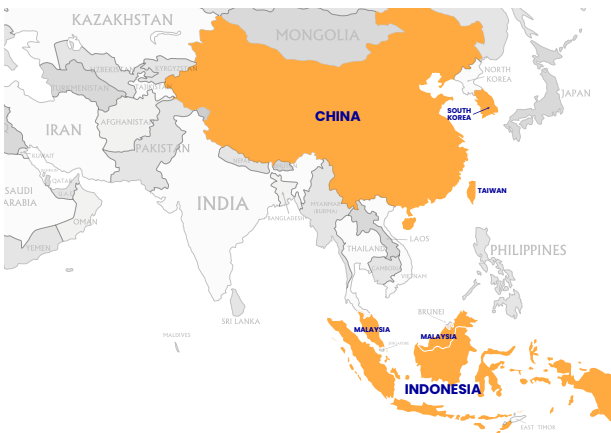 KAZAKHSTAN
MONGOLIA
UZBEKISTAN
KYRGYZSTAN
NORTH
KOREA
TURKMENISTAN
TAJIKISTAN
JAPAN
SOUTH
KOREA
CHINA
AFGHANISTAN
IRAN
PAKISTAN
KUWAIT
NEPAL
QATAR
U.A.E.
SAUDI
ARABIA
INDIA
MYANMAR
(BURMA)
TAIWAN
BANGLADESH
OMAN
LAOS
YEMEN
THAILAND
PHILIPPINES
CAMBODIA
VIETNAM
BRUNEI
SRI LANKA
MALAYSIA
MALAYSIA
MALDIVES
INDONESIA
EAST TIMOR